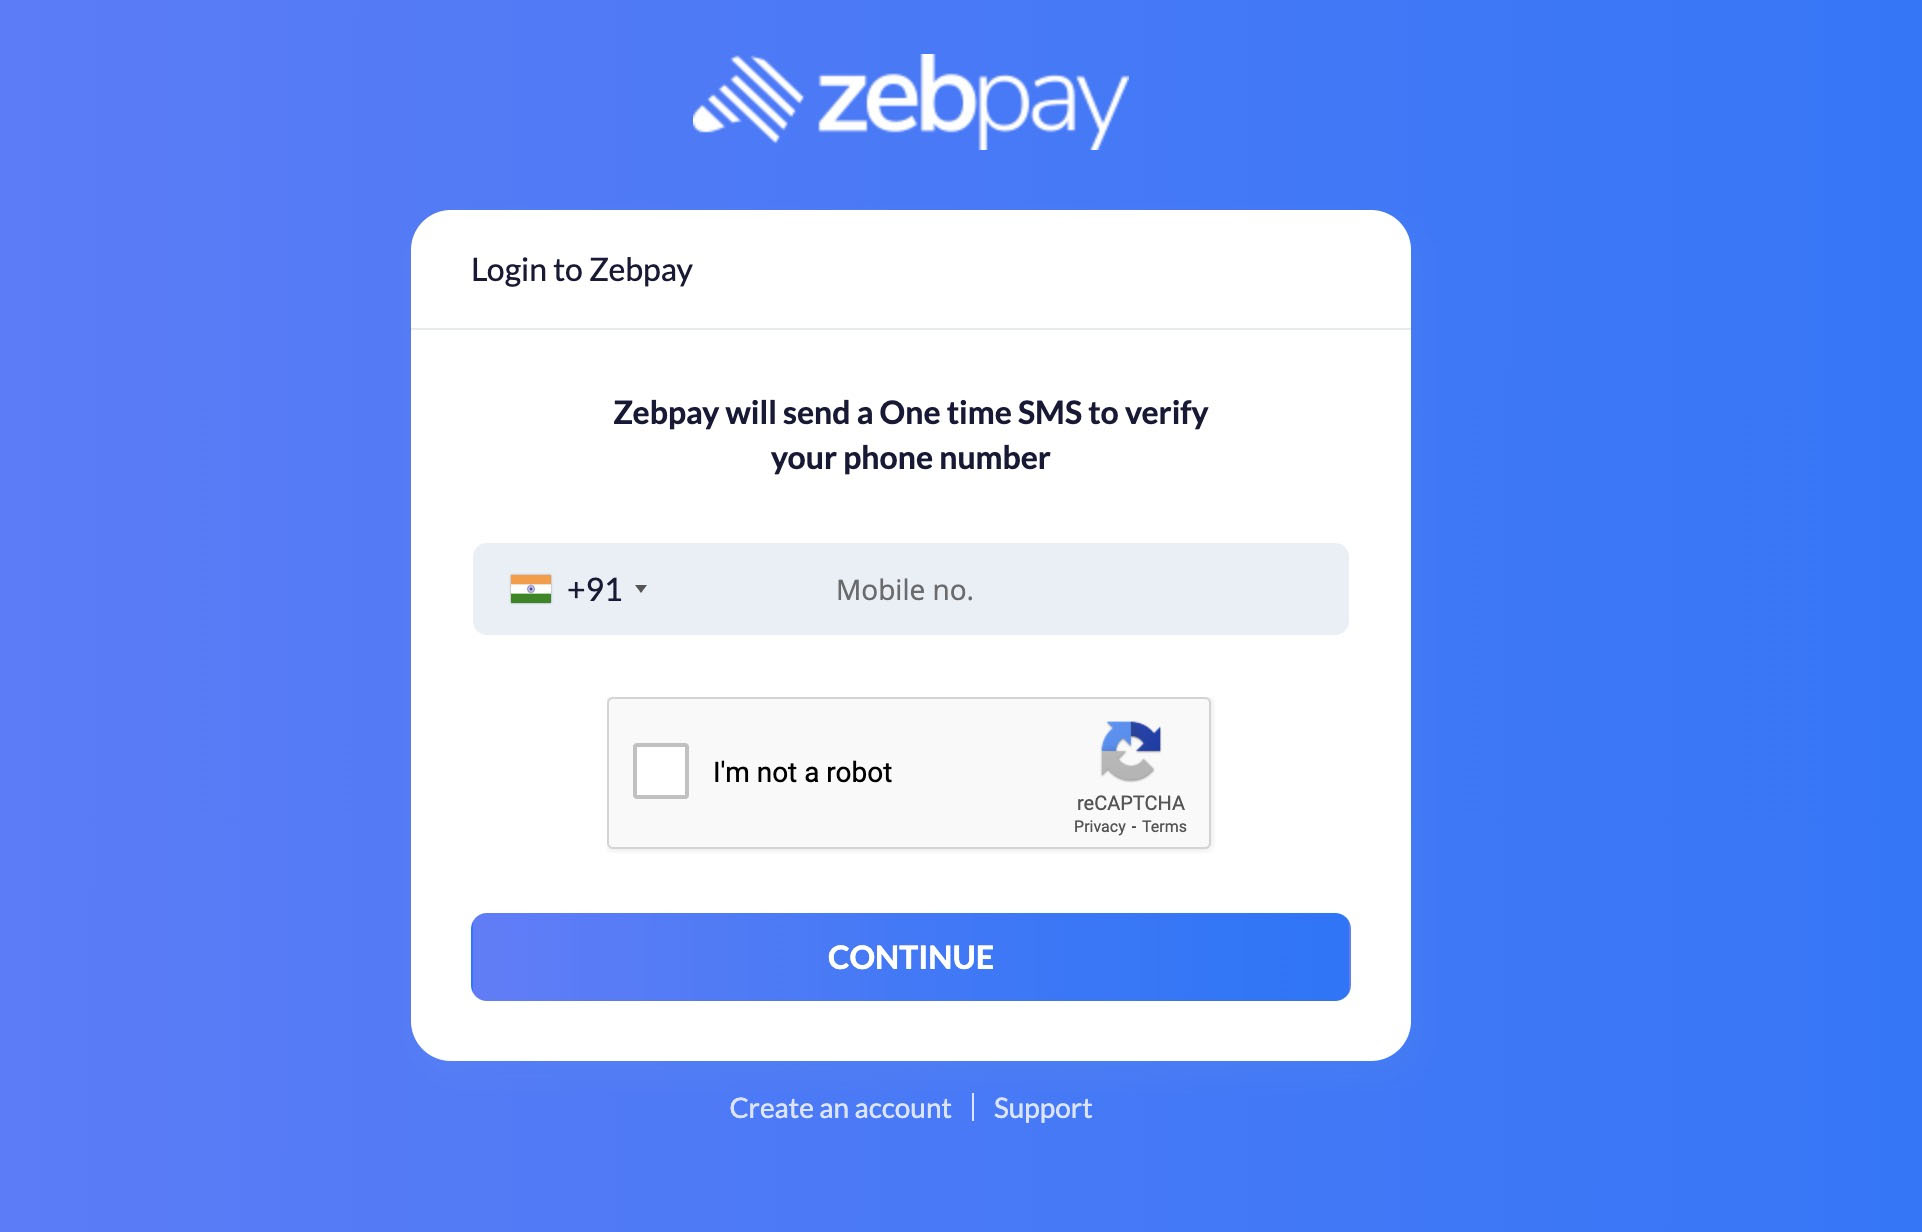 zebpay
Login to Zebpay
Zebpay will send a One time SMS to verify
your phone number
+91
Mobile no.
I'm not a robot
reCAPTCHA
Privacy - Terms
CONTINUE
Create an account | Support